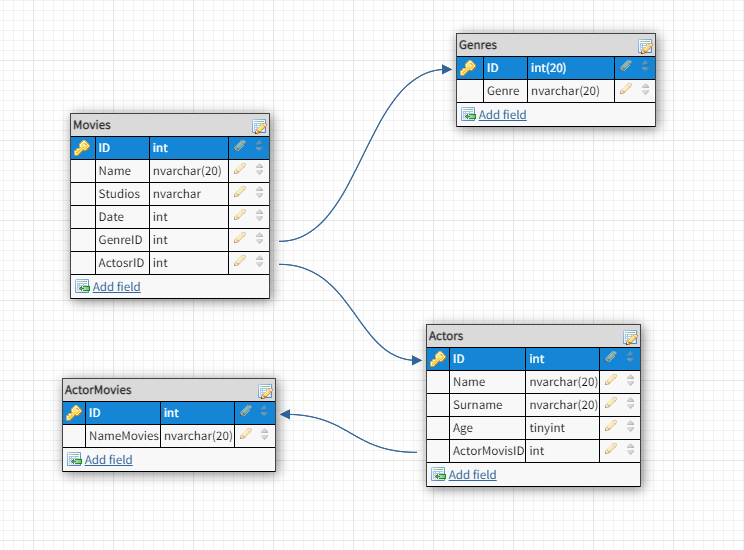 Genres
ID int(20)
Genre nvarchar(20)
Add field
Movies
ID int
Name nvarchar(20)
Studios nvarchar
Date int
GenreID int
ActosrID int
Add field
Actors
ID int
Name nvarchar(20)
Surname nvarchar(20)
Age tinyint
ActorMovisID int
Add field
ActorMovies
ID int
NameMovies nvarchar(20)
Add field